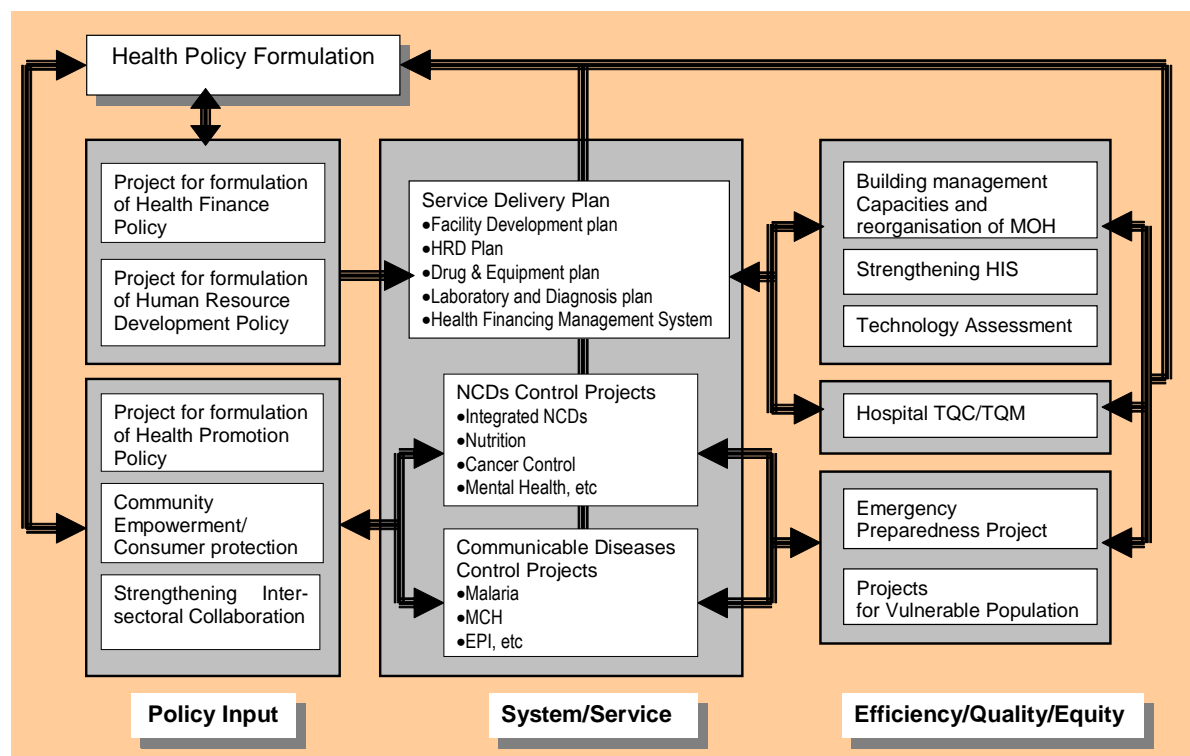 Health Policy Formulation
Project for formulation
of Health Finance
Policy
Project for formulation
of Human Resource
Development Policy
Project for formulation
of Health Promotion
Policy
Community
Empowerment/
Consumer protection
Strengthening Inter-
sectoral Collaboration
Policy Input
Service Delivery Plan
•Facility Development plan
•HRD Plan
•Drug & Equipment plan
•Laboratory and Diagnosis plan
•Health Financing Management System
NCDs Control Projects
•Integrated NCDs
•Nutrition
•Cancer Control
•Mental Health, etc
Communicable Diseases
Control Projects
•Malaria
•MCH
•EPI, etc
System/Service
Building management
Capacities and
reorganisation of MOH
Strengthening HIS
Technology Assessment
Hospital TQC/TQM
Emergency
Preparedness Project
Projects
for Vulnerable Population
Efficiency/Quality/Equity